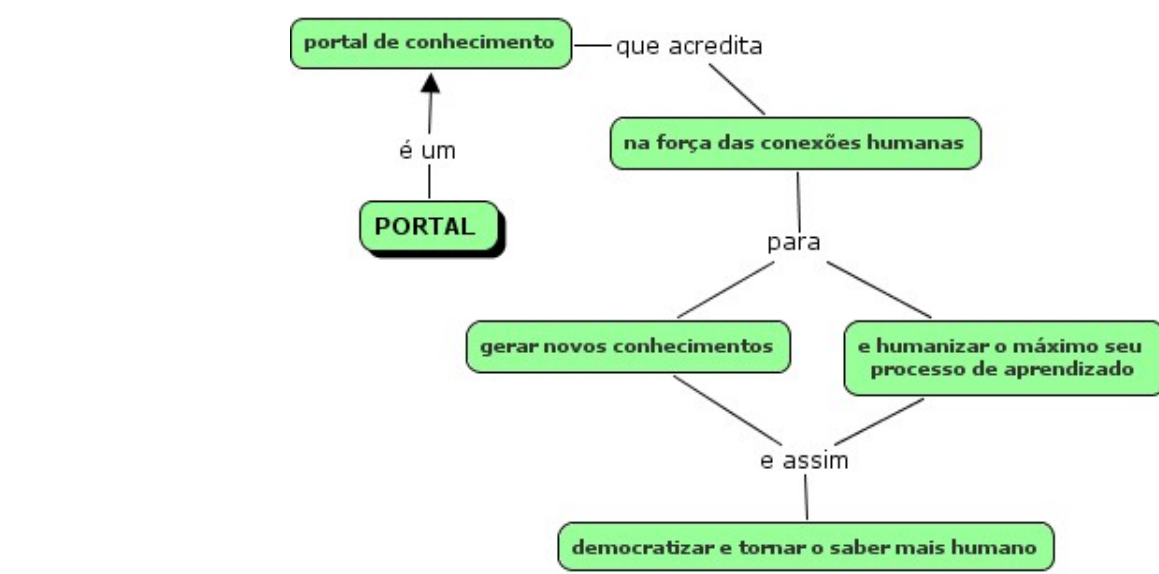 portal de conhecimento
que acredita
na força das conexões humanas
é um
PORTAL
para
gerar novos conhecimentos
e humanizar o máximo seu
processo de aprendizado
e assim
democratizar e tornar o saber mais humano